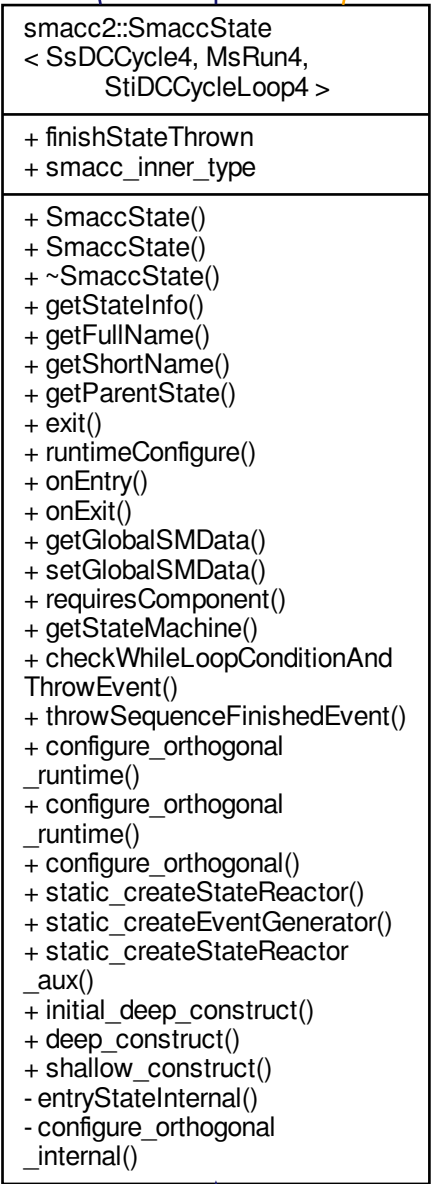 smacc2::SmaccState
< SsDCCycle4, MsRun4,
StiDCCycleLoop4 >
+ finishStateThrown
+ smacc_inner_type
+ SmaccState()
+ SmaccState()
+ ~SmaccState()
+ getStateInfo()
+ getFullName()
+ getShortName()
+ getParentState()
+ exit()
+ runtimeConfigure()
+ onEntry()
+ onExit()
+ getGlobalSMData()
+ setGlobalSMData()
+ requiresComponent()
+ getStateMachine()
+ checkWhileLoopConditionAnd
ThrowEvent()
+ throwSequenceFinishedEvent()
+ configure_orthogonal
_runtime()
+ configure_orthogonal
_runtime()
+ configure_orthogonal()
+ static_createStateReactor()
+ static_createEventGenerator()
+ static_createStateReactor
_aux()
+ initial_deep_construct()
+ deep_construct()
+ shallow_construct()
- entryStateInternal()
- configure_orthogonal
_internal()